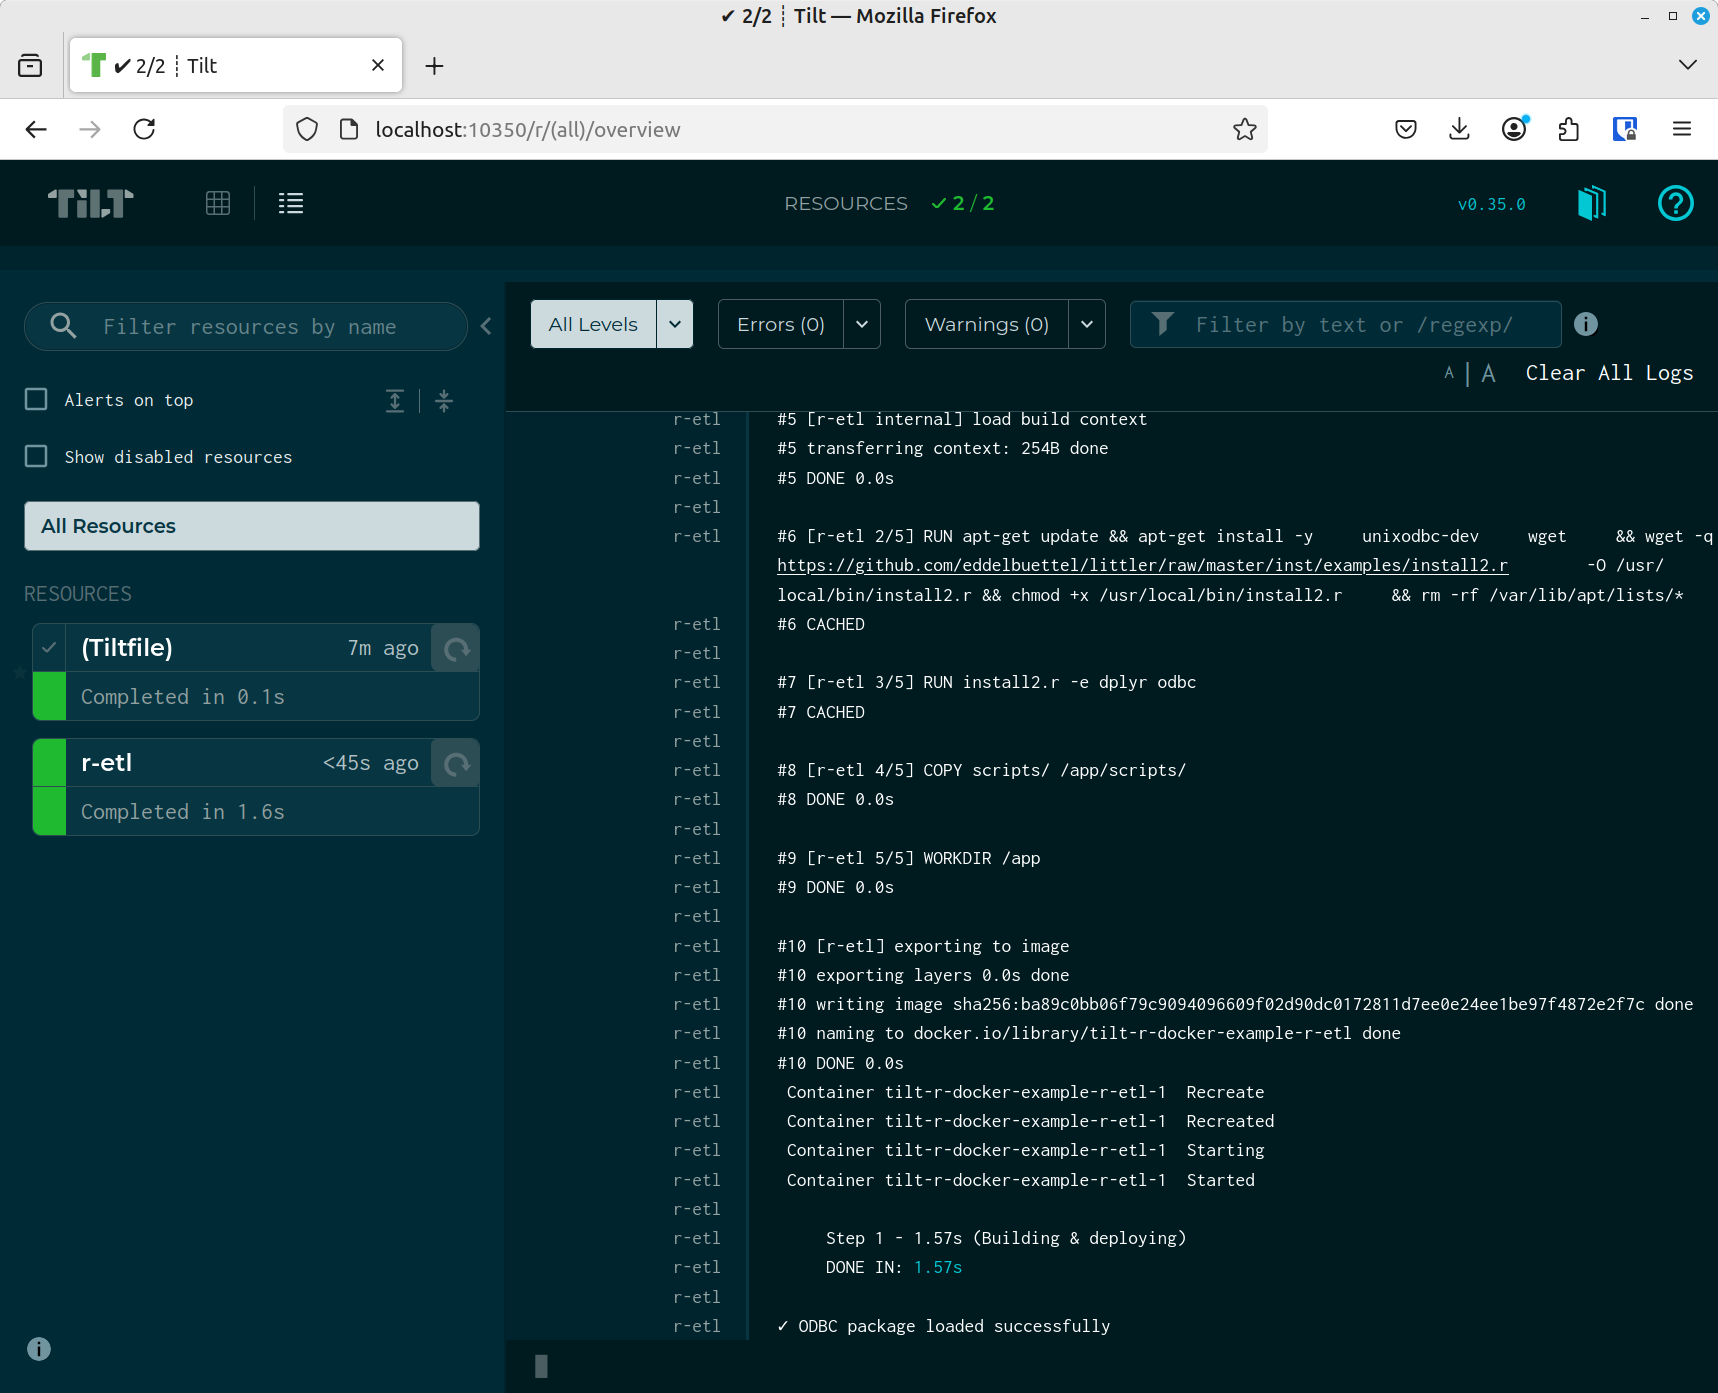 ✔ 2/2 ┊ Tilt — Mozilla Firefox
✔ 2/2 ┊ Tilt
localhost:10350/r/(all)/overview
TILT
RESOURCES ✓ 2 / 2
v0.35.0
?
Filter resources by name
Alerts on top
Show disabled resources
All Resources
RESOURCES
(Tiltfile) 7m ago
Completed in 0.1s
r-etl <45s ago
Completed in 1.6s
i
All Levels
Errors (0)
Warnings (0)
Filter by text or /regexp/
i
A | A Clear All Logs
r-etl #5 [r-etl internal] load build context
r-etl #5 transferring context: 254B done
r-etl #5 DONE 0.0s
r-etl
r-etl #6 [r-etl 2/5] RUN apt-get update && apt-get install -y     unixodbc-dev     wget     && wget -q
https://github.com/eddelbuettel/littler/raw/master/inst/examples/install2.r        -O /usr/
local/bin/install2.r && chmod +x /usr/local/bin/install2.r     && rm -rf /var/lib/apt/lists/*
r-etl #6 CACHED
r-etl
r-etl #7 [r-etl 3/5] RUN install2.r -e dplyr odbc
r-etl #7 CACHED
r-etl
r-etl #8 [r-etl 4/5] COPY scripts/ /app/scripts/
r-etl #8 DONE 0.0s
r-etl
r-etl #9 [r-etl 5/5] WORKDIR /app
r-etl #9 DONE 0.0s
r-etl
r-etl #10 [r-etl] exporting to image
r-etl #10 exporting layers 0.0s done
r-etl #10 writing image sha256:ba89c0bb06f79c9094096609f02d90dc0172811d7ee0e24ee1be97f4872e2f7c done
r-etl #10 naming to docker.io/library/tilt-r-docker-example-r-etl done
r-etl #10 DONE 0.0s
r-etl  Container tilt-r-docker-example-r-etl-1  Recreate
r-etl  Container tilt-r-docker-example-r-etl-1  Recreated
r-etl  Container tilt-r-docker-example-r-etl-1  Starting
r-etl  Container tilt-r-docker-example-r-etl-1  Started
r-etl
r-etl      Step 1 - 1.57s (Building & deploying)
r-etl      DONE IN: 1.57s
r-etl
r-etl ✓ ODBC package loaded successfully